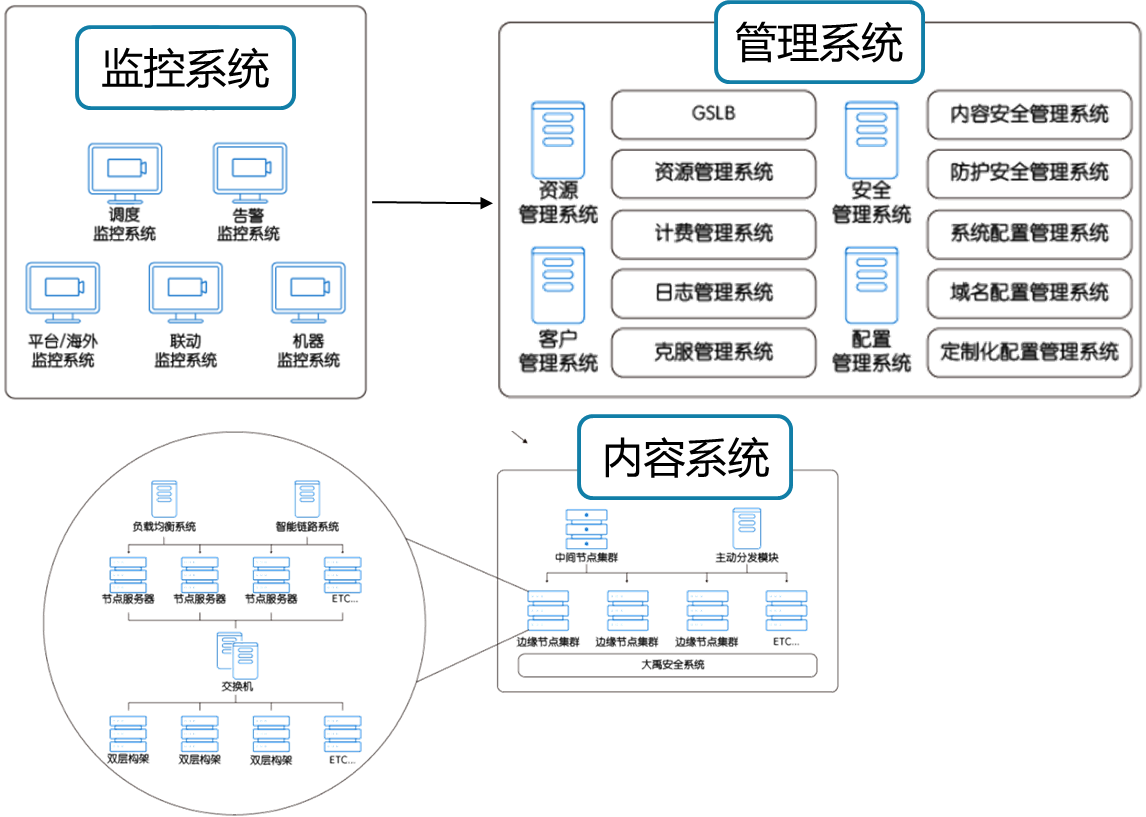 监控系统
调度
监控系统
告警
监控系统
平台/海外
监控系统
联动
监控系统
机器
监控系统
管理系统
资源
管理系统
客户
管理系统
GSLB
资源管理系统
计费管理系统
日志管理系统
克服管理系统
安全
管理系统
配置
管理系统
内容安全管理系统
防护安全管理系统
系统配置管理系统
域名配置管理系统
定制化配置管理系统
内容系统
中间节点集群
主动分发模块
边缘节点集群
边缘节点集群
边缘节点集群
ETC...
大禹安全系统
负载均衡系统
智能链路系统
节点服务器
节点服务器
节点服务器
ETC...
交换机
双层构架
双层构架
双层构架
ETC...